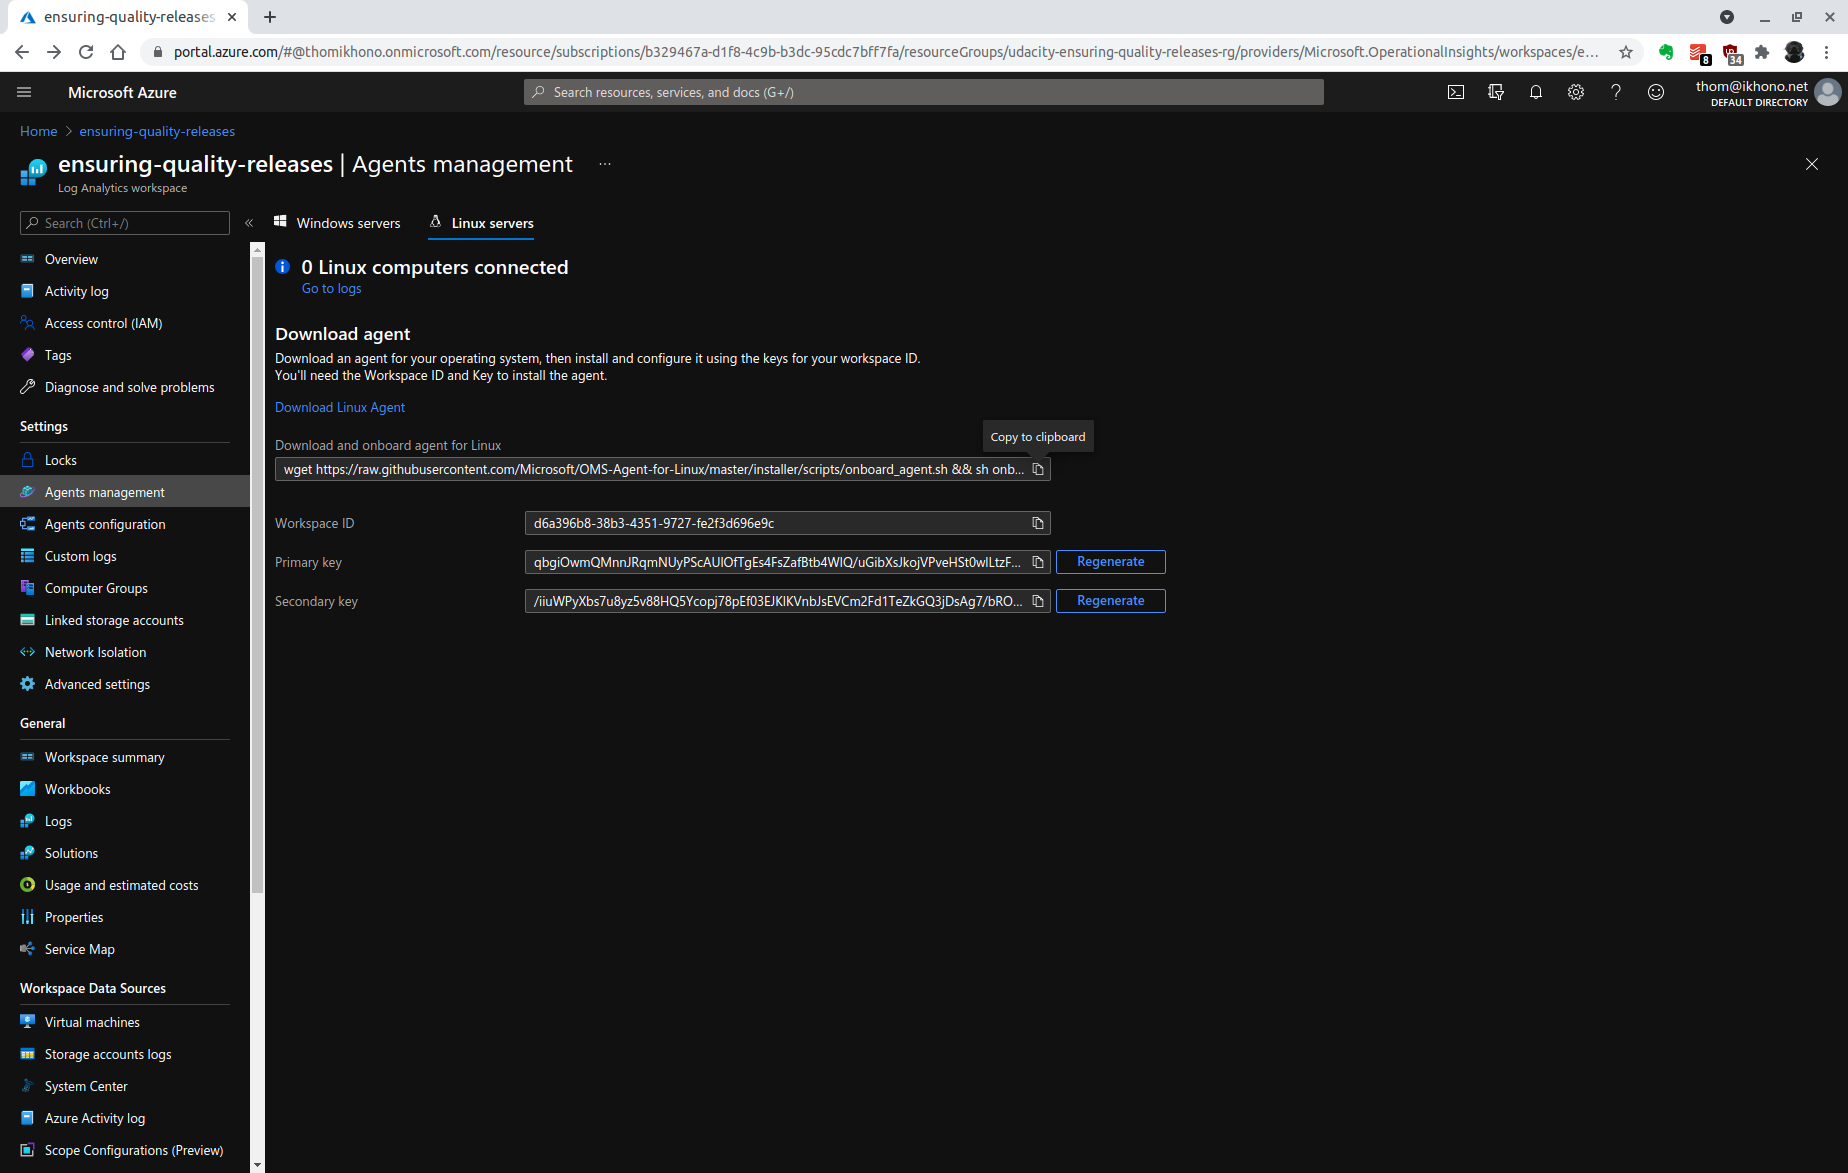 ensuring-quality-releases
portal.azure.com/#@thomikhono.onmicrosoft.com/resource/subscriptions/b329467a-d1f8-4c9b-b3dc-95cdc7bff7fa/resourceGroups/udacity-ensuring-quality-releases-rg/providers/Microsoft.OperationalInsights/workspaces/e...
8
34
Microsoft Azure
Search resources, services, and docs (G+/)
thom@ikhono.net
DEFAULT DIRECTORY
Home > ensuring-quality-releases
ensuring-quality-releases | Agents management ...
Log Analytics workspace
Search (Ctrl+/)
«
Overview
Activity log
Access control (IAM)
Tags
Diagnose and solve problems
Settings
Locks
Agents management
Agents configuration
Custom logs
Computer Groups
Linked storage accounts
Network Isolation
Advanced settings
General
Workspace summary
Workbooks
Logs
Solutions
Usage and estimated costs
Properties
Service Map
Workspace Data Sources
Virtual machines
Storage accounts logs
System Center
Azure Activity log
Scope Configurations (Preview)
Windows servers
Linux servers
0 Linux computers connected
Go to logs
Download agent
Download an agent for your operating system, then install and configure it using the keys for your workspace ID.
You'll need the Workspace ID and Key to install the agent.
Download Linux Agent
Copy to clipboard
Download and onboard agent for Linux
wget https://raw.githubusercontent.com/Microsoft/OMS-Agent-for-Linux/master/installer/scripts/onboard_agent.sh && sh onb...
Workspace ID
d6a396b8-38b3-4351-9727-fe2f3d696e9c
Primary key
Regenerate
Secondary key
Regenerate